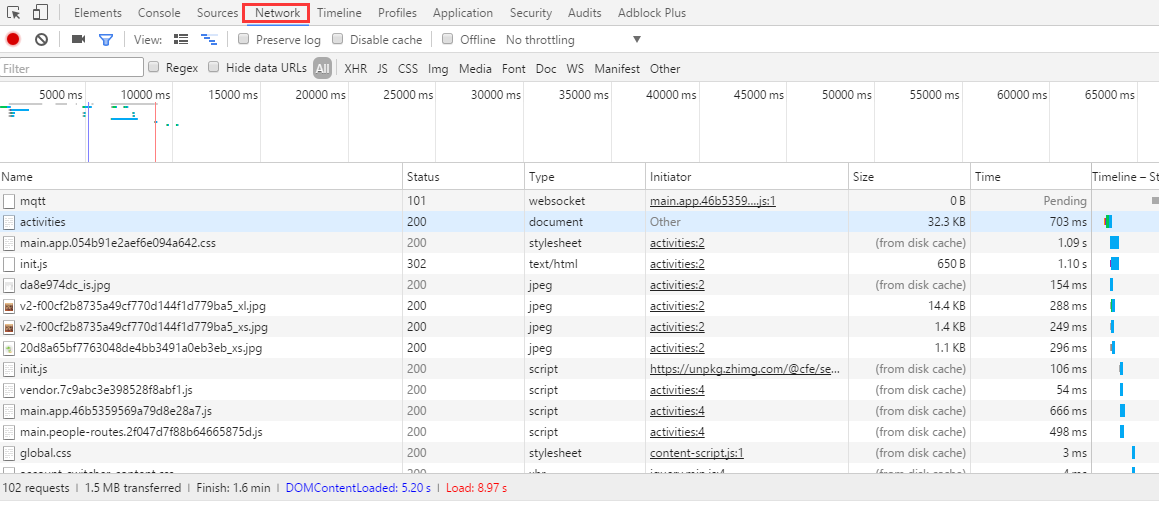 Elements Console Sources Network Timeline Profiles Application Security Audits Adblock Plus
View: Preserve log Disable cache Offline No throttling
Filter Regex Hide data URLs All XHR JS CSS Img Media Font Doc WS Manifest Other
5000 ms 10000 ms 15000 ms 20000 ms 25000 ms 30000 ms 35000 ms 40000 ms 45000 ms 50000 ms 55000 ms 60000 ms 65000 ms
Name Status Type Initiator Size Time Timeline – St
mqtt 101 websocket main.app.46b5359....js:1 0 B Pending
activities 200 document Other 32.3 KB 703 ms
main.app.054b91e2aef6e094a642.css 200 stylesheet activities:2 (from disk cache) 1.09 s
init.js 302 text/html activities:2 650 B 1.10 s
da8e974dc_is.jpg 200 jpeg activities:2 (from disk cache) 154 ms
v2-f00cf2b8735a49cf770d144f1d779ba5_xl.jpg 200 jpeg activities:2 14.4 KB 288 ms
v2-f00cf2b8735a49cf770d144f1d779ba5_xs.jpg 200 jpeg activities:2 1.4 KB 249 ms
20d8a65bf7763048de4bb3491a0eb3eb_xs.jpg 200 jpeg activities:2 1.1 KB 296 ms
init.js 200 script https://unpkg.zhimg.com/@cfe/se... (from disk cache) 106 ms
vendor.7c9abc3e398528f8abf1.js 200 script activities:4 (from disk cache) 54 ms
main.app.46b5359569a79d8e28a7.js 200 script activities:4 (from disk cache) 666 ms
main.people-routes.2f047d7f88b64665875d.js 200 script activities:4 (from disk cache) 498 ms
global.css 200 stylesheet content-script.js:1 (from disk cache) 3 ms
account-switcher-content.css 200 xhr jquery.min.js:4 (from disk cache) 4 ms
102 requests | 1.5 MB transferred | Finish: 1.6 min | DOMContentLoaded: 5.20 s | Load: 8.97 s